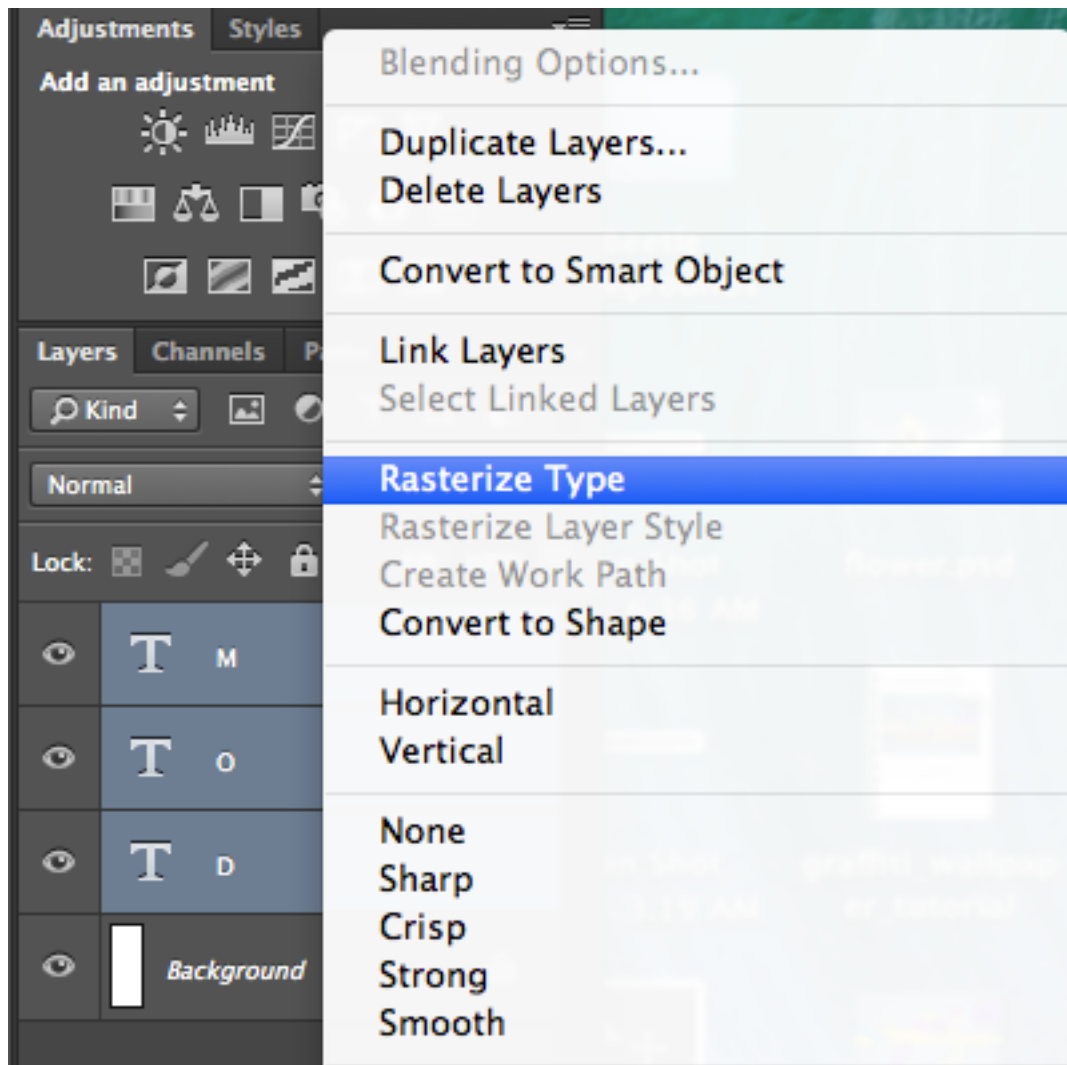 Adjustments Styles
Add an adjustment
Layers Channels
Kind
Normal
Lock:
M
O
D
Background
Blending Options...
Duplicate Layers...
Delete Layers
Convert to Smart Object
Link Layers
Select Linked Layers
Rasterize Type
Rasterize Layer Style
Create Work Path
Convert to Shape
Horizontal
Vertical
None
Sharp
Crisp
Strong
Smooth